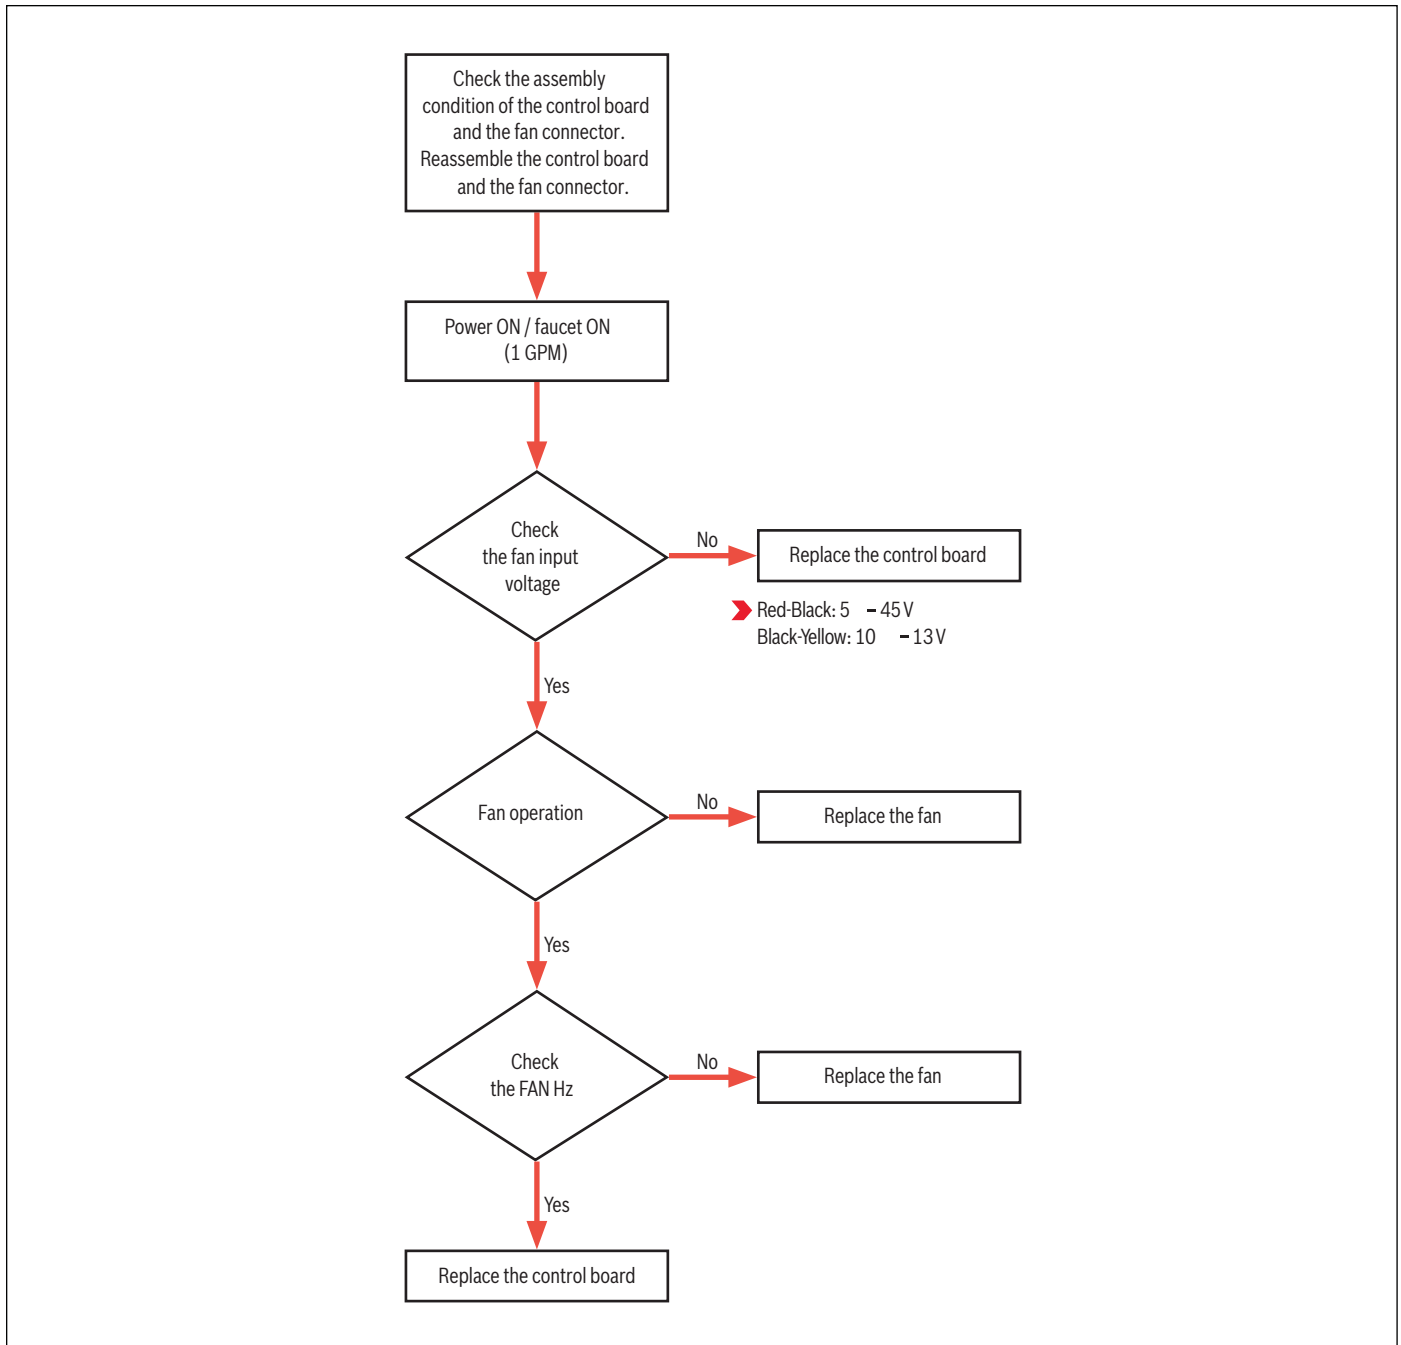 Check the assembly
condition of the control board
and the fan connector.
Reassemble the control board
and the fan connector.
Power ON / faucet ON
(1 GPM)
Check
the fan input
voltage
No
Replace the control board
Red-Black: 5 – 45 V
Black-Yellow: 10 – 13 V
Yes
Fan operation
No
Replace the fan
Yes
Check
the FAN Hz
No
Replace the fan
Yes
Replace the control board